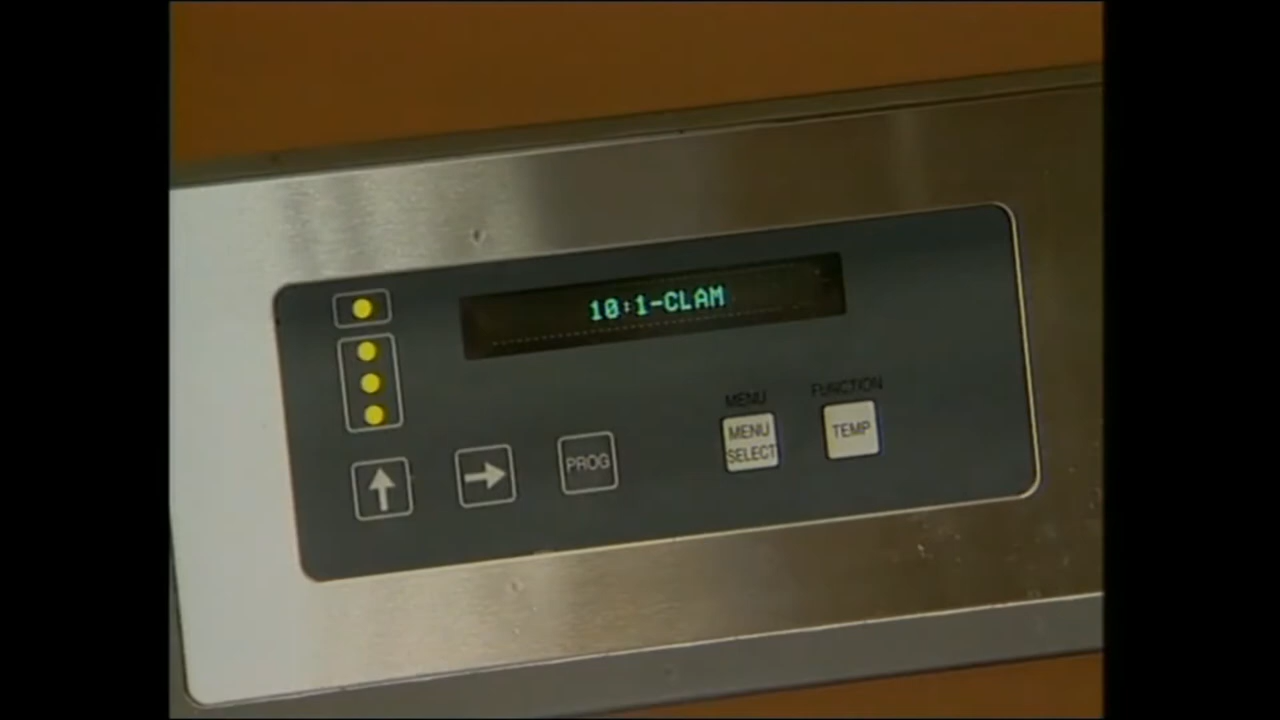 10:1-CLAM
MENU
FUNCTION
MENU
SELECT
TEMP
PROG